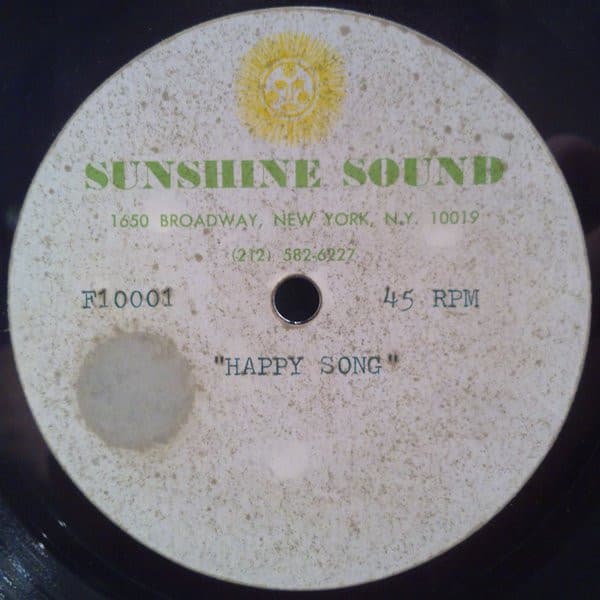 SUNSHINE SOUND
1650 BROADWAY, NEW YORK, N.Y. 10019
(212) 582-6227
F10001 45 RPM
"HAPPY SONG"